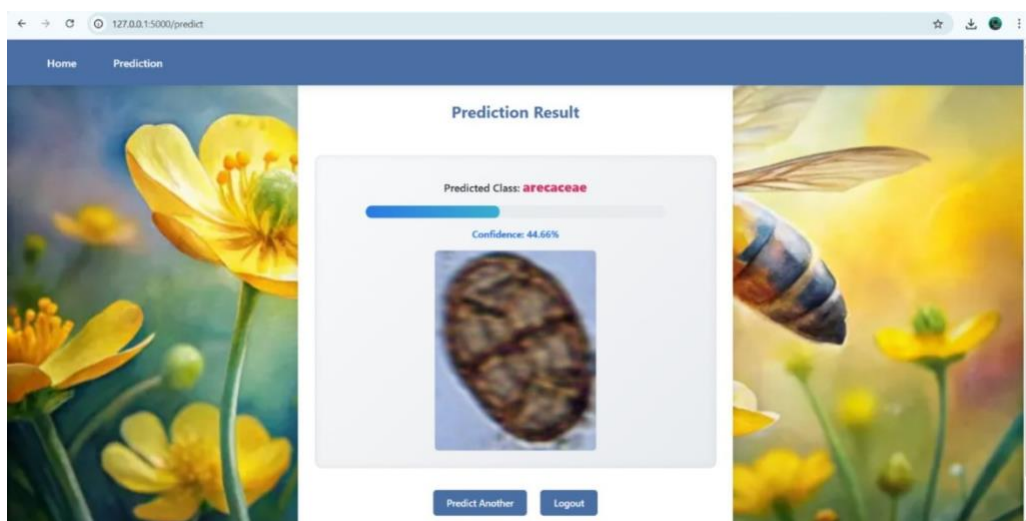 127.0.0.1:5000/predict
Home Prediction
Prediction Result
Predicted Class: arecaceae
Confidence: 44.66%
Predict Another Logout